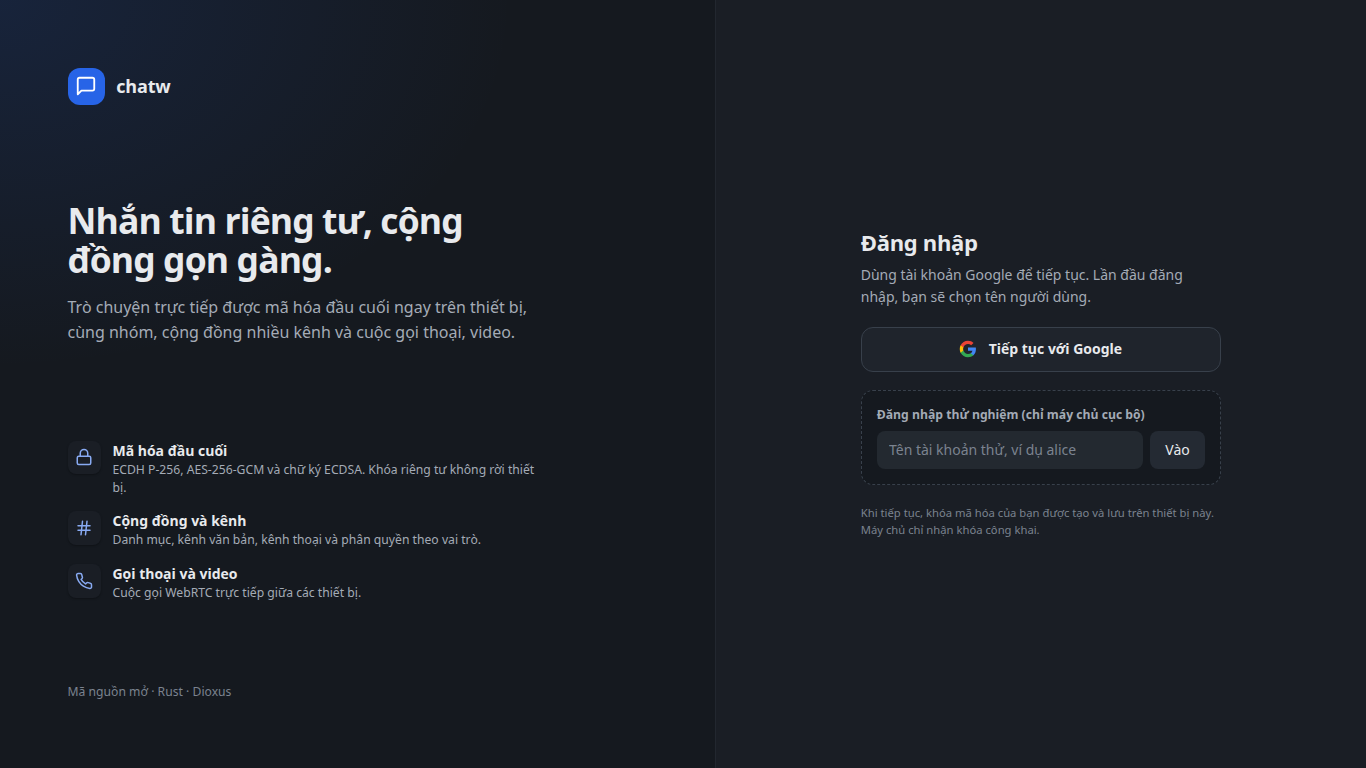 chatw
Nhắn tin riêng tư, cộng
đồng gọn gàng.
Trò chuyện trực tiếp được mã hóa đầu cuối ngay trên thiết bị,
cùng nhóm, cộng đồng nhiều kênh và cuộc gọi thoại, video.
Mã hóa đầu cuối
ECDH P-256, AES-256-GCM và chữ ký ECDSA. Khóa riêng tư không rời thiết
bị.
Cộng đồng và kênh
Danh mục, kênh văn bản, kênh thoại và phân quyền theo vai trò.
Gọi thoại và video
Cuộc gọi WebRTC trực tiếp giữa các thiết bị.
Mã nguồn mở · Rust · Dioxus
Đăng nhập
Dùng tài khoản Google để tiếp tục. Lần đầu đăng
nhập, bạn sẽ chọn tên người dùng.
Tiếp tục với Google
Đăng nhập thử nghiệm (chỉ máy chủ cục bộ)
Tên tài khoản thử, ví dụ alice
Vào
Khi tiếp tục, khóa mã hóa của bạn được tạo và lưu trên thiết bị này.
Máy chủ chỉ nhận khóa công khai.